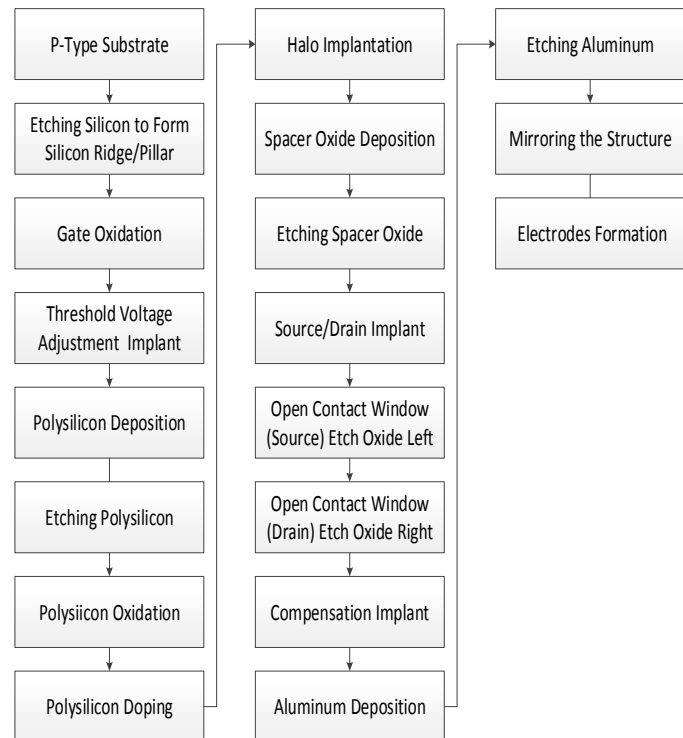 P-Type Substrate
Etching Silicon to Form
Silicon Ridge/Pillar
Gate Oxidation
Threshold Voltage
Adjustment Implant
Polysilicon Deposition
Etching Polysilicon
Polysiicon Oxidation
Polysilicon Doping
Halo Implantation
Spacer Oxide Deposition
Etching Spacer Oxide
Source/Drain Implant
Open Contact Window
(Source) Etch Oxide Left
Open Contact Window
(Drain) Etch Oxide Right
Compensation Implant
Aluminum Deposition
Etching Aluminum
Mirroring the Structure
Electrodes Formation